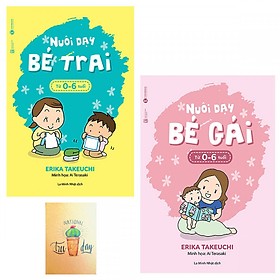 NUÔI DẠY
BÉ TRAI
Từ 0-6 tuổi
ERIKA TAKEUCHI
Minh họa: Ai Terasaki
La Minh Nhật dịch
NUÔI DẠY
BÉ GÁI
Từ 0-6 tuổi
ERIKA TAKEUCHI
Minh họa: Ai Terasaki
La Minh Nhật dịch